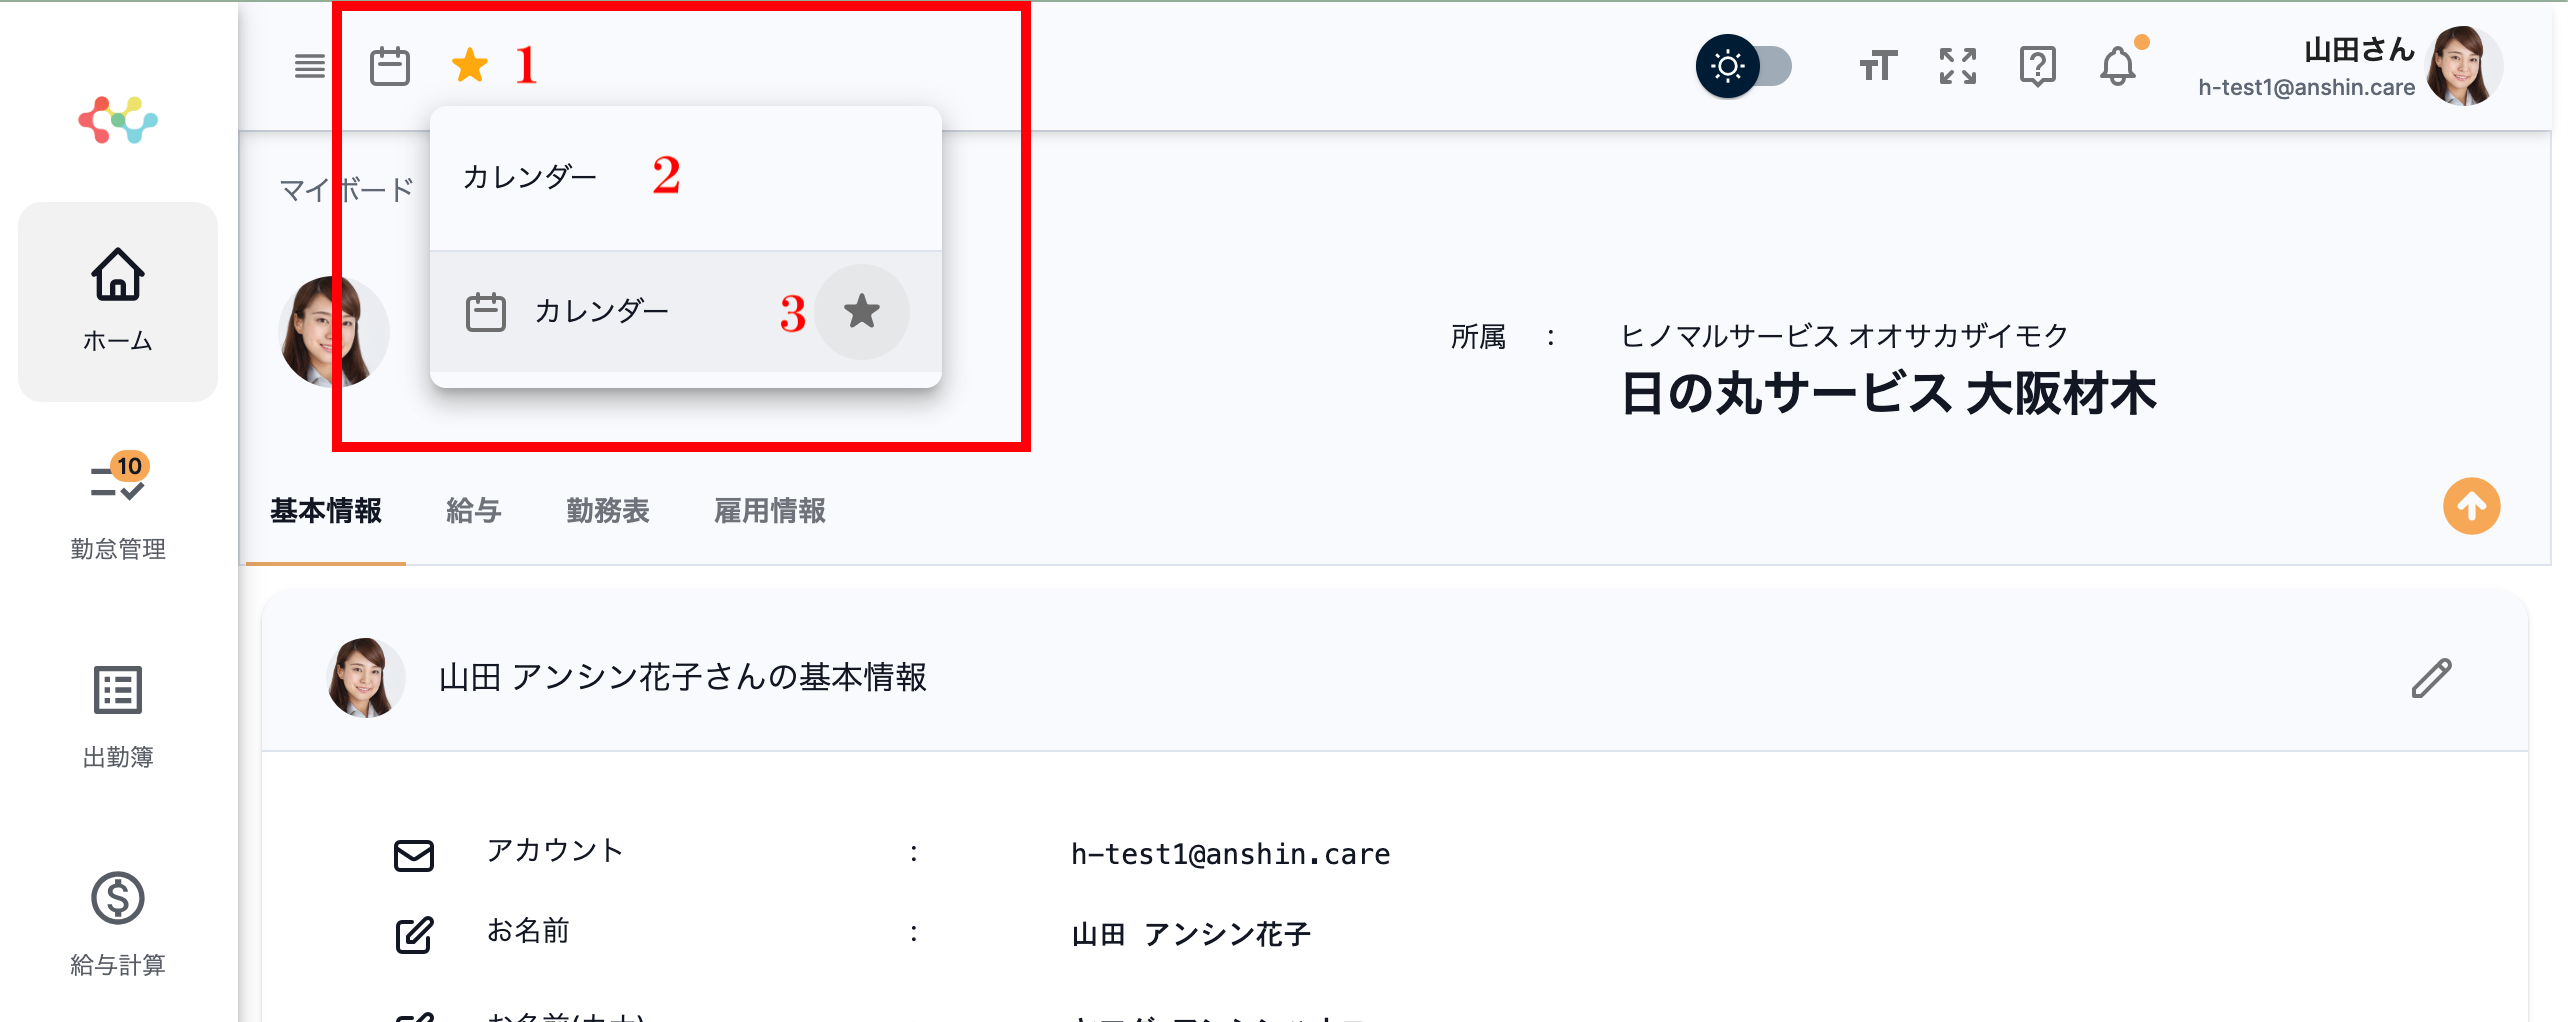 1
山田さん
h-test1@anshin.care
カレンダー 2
マイボード
カレンダー 3
ホーム
所属 : ヒノマルサービス オオサカザイモク
日の丸サービス 大阪材木
10
勤怠管理
基本情報 給与 勤務表 雇用情報
山田 アンシン花子さんの基本情報
出勤簿
アカウント : h-test1@anshin.care
お名前 : 山田 アンシン花子
給与計算